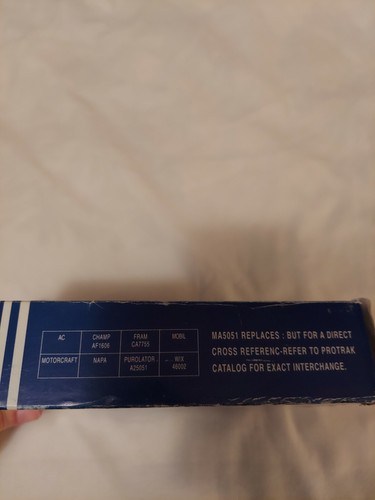 AC
CHAMP
AF1606
FRAM
CA7755
MOBIL
MOTORCRAFT
NAPA
PUROLATOR
A25051
WIX
MA5051 REPLACES : BUT FOR A DIRECT
CROSS REFERENC-REFER TO PROTRAK
CATALOG FOR EXACT INTERCHANGE.